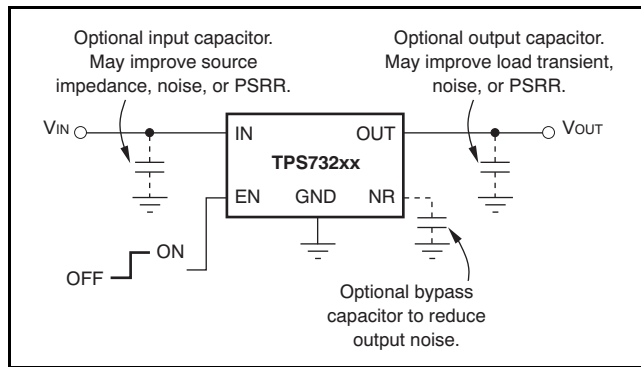 Optional input capacitor.
May improve source
impedance, noise, or PSRR.
Optional output capacitor.
May improve load transient,
noise, or PSRR.
VIN
IN
OUT
VOUT
TPS732xx
EN
GND
NR
ON
OFF
Optional bypass
capacitor to reduce
output noise.